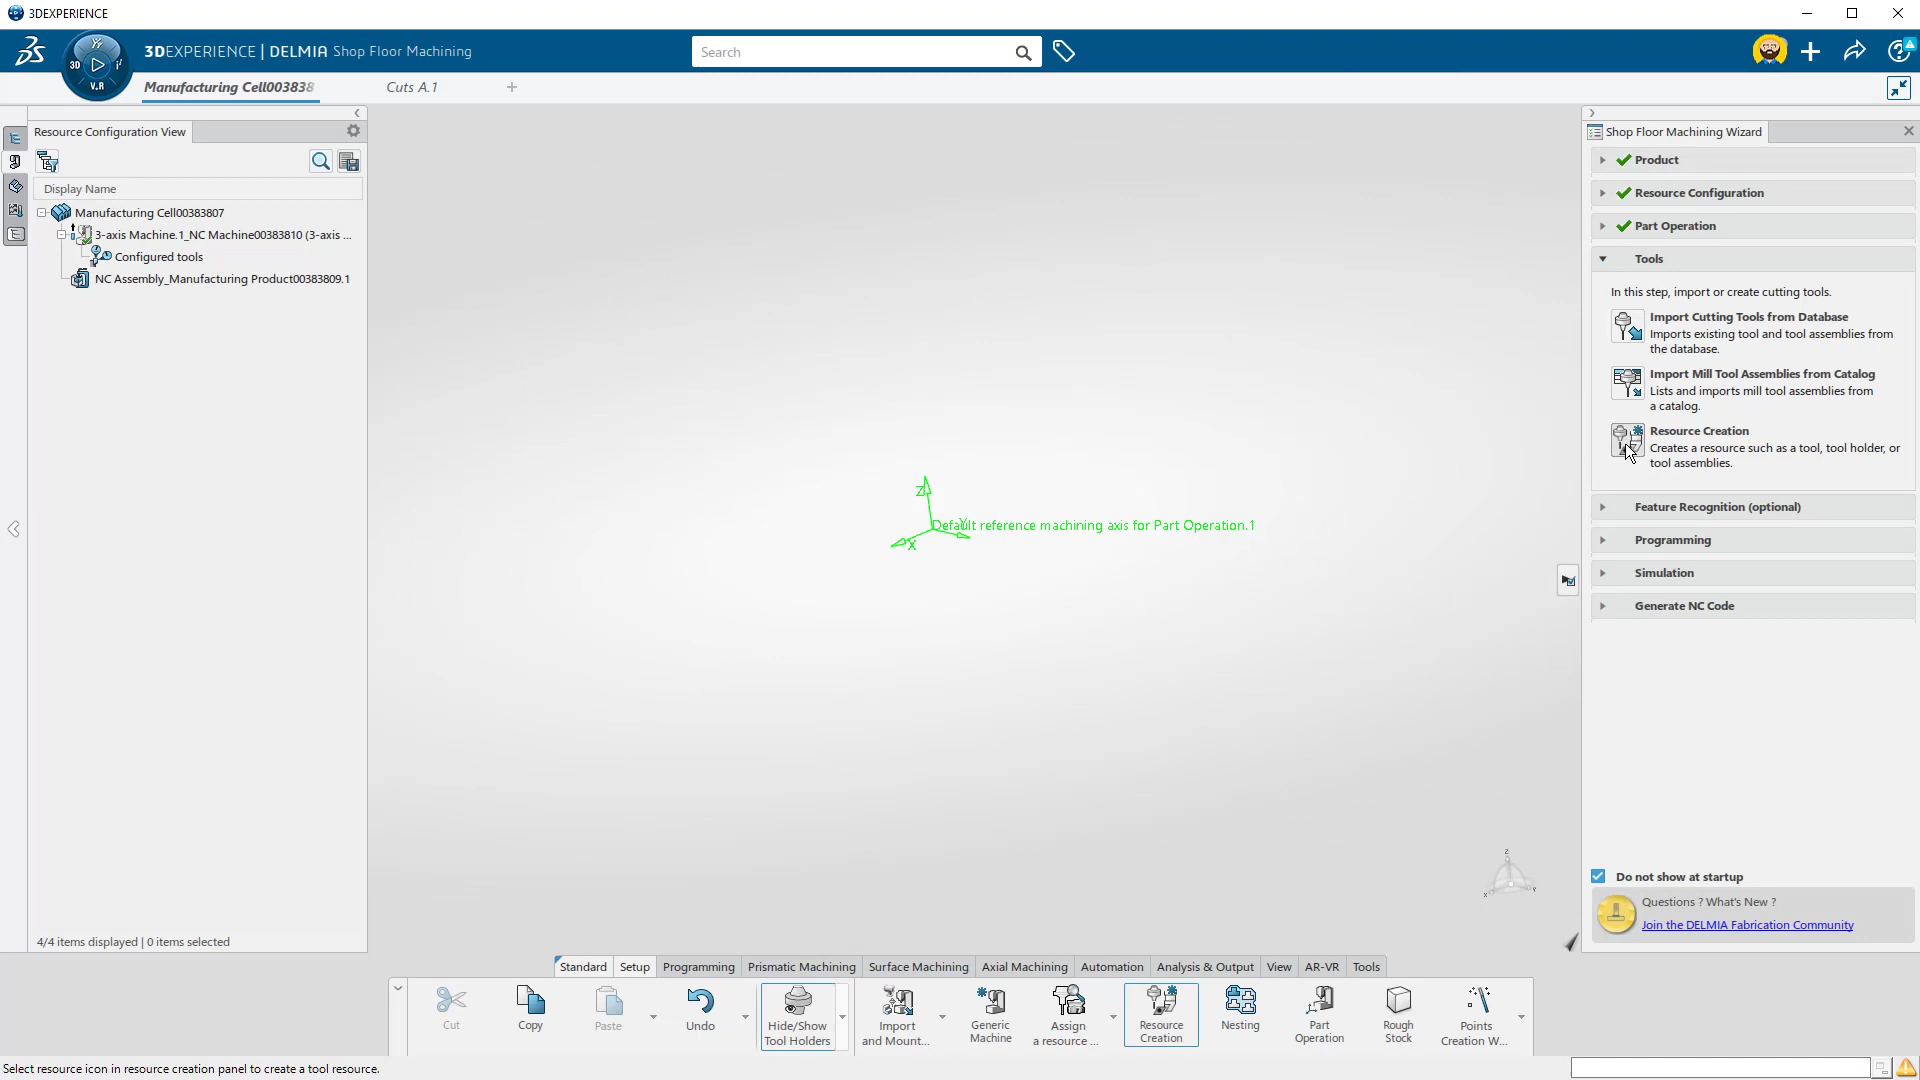 3DEXPERIENCE
3DEXPERIENCE | DELMIA Shop Floor Machining
Search
3D
V.R
Manufacturing Cell003838
Cuts A.1
Resource Configuration View
Display Name
Manufacturing Cell00383807
3-axis Machine.1_NC Machine00383810 (3-axis ...
Configured tools
NC Assembly_Manufacturing Product00383809.1
4/4 items displayed | 0 items selected
Z
Y
X
Default reference machining axis for Part Operation.1
Shop Floor Machining Wizard
Product
Resource Configuration
Part Operation
Tools
In this step, import or create cutting tools.
Import Cutting Tools from Database
Imports existing tool and tool assemblies from
the database.
Import Mill Tool Assemblies from Catalog
Lists and imports mill tool assemblies from
a catalog.
Resource Creation
Creates a resource such as a tool, tool holder, or
tool assemblies.
Feature Recognition (optional)
Programming
Simulation
Generate NC Code
Do not show at startup
Questions ? What's New ?
Join the DELMIA Fabrication Community
Standard Setup Programming Prismatic Machining Surface Machining Axial Machining Automation Analysis & Output View AR-VR Tools
Cut
Copy
Paste
Undo
Hide/Show
Tool Holders
Import
and Mount...
Generic
Machine
Assign
a resource ...
Resource
Creation
Nesting
Part
Operation
Rough
Stock
Points
Creation W...
Select resource icon in resource creation panel to create a tool resource.